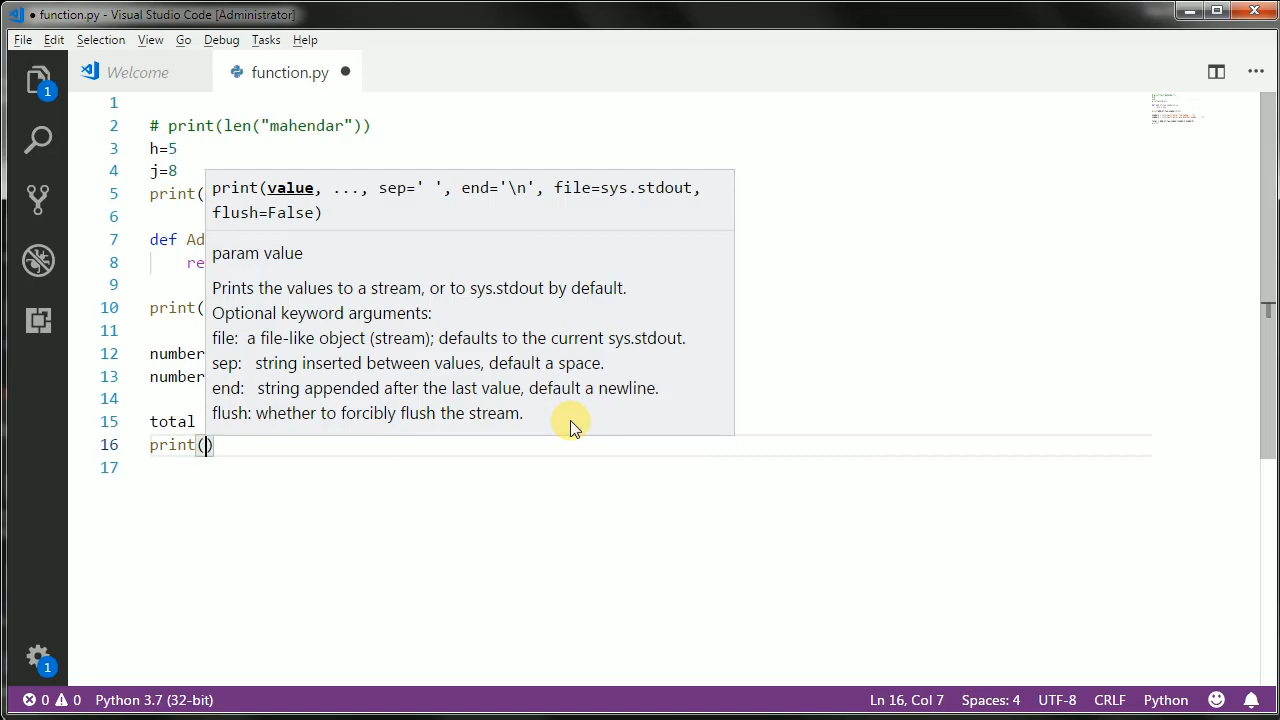 ● function.py - Visual Studio Code [Administrator]
File Edit Selection View Go Debug Tasks Help
Welcome function.py ●
1
2 # print(len("mahendar"))
3 h=5
4 j=8
5 print(
6
7 def Ad
8 re
9
10 print(
11
12 number
13 number
14
15 total
16 print()
17
print(value, ..., sep=' ', end='\n', file=sys.stdout,
flush=False)
param value
Prints the values to a stream, or to sys.stdout by default.
Optional keyword arguments:
file: a file-like object (stream); defaults to the current sys.stdout.
sep: string inserted between values, default a space.
end: string appended after the last value, default a newline.
flush: whether to forcibly flush the stream.
1
1
0 0 Python 3.7 (32-bit) Ln 16, Col 7 Spaces: 4 UTF-8 CRLF Python